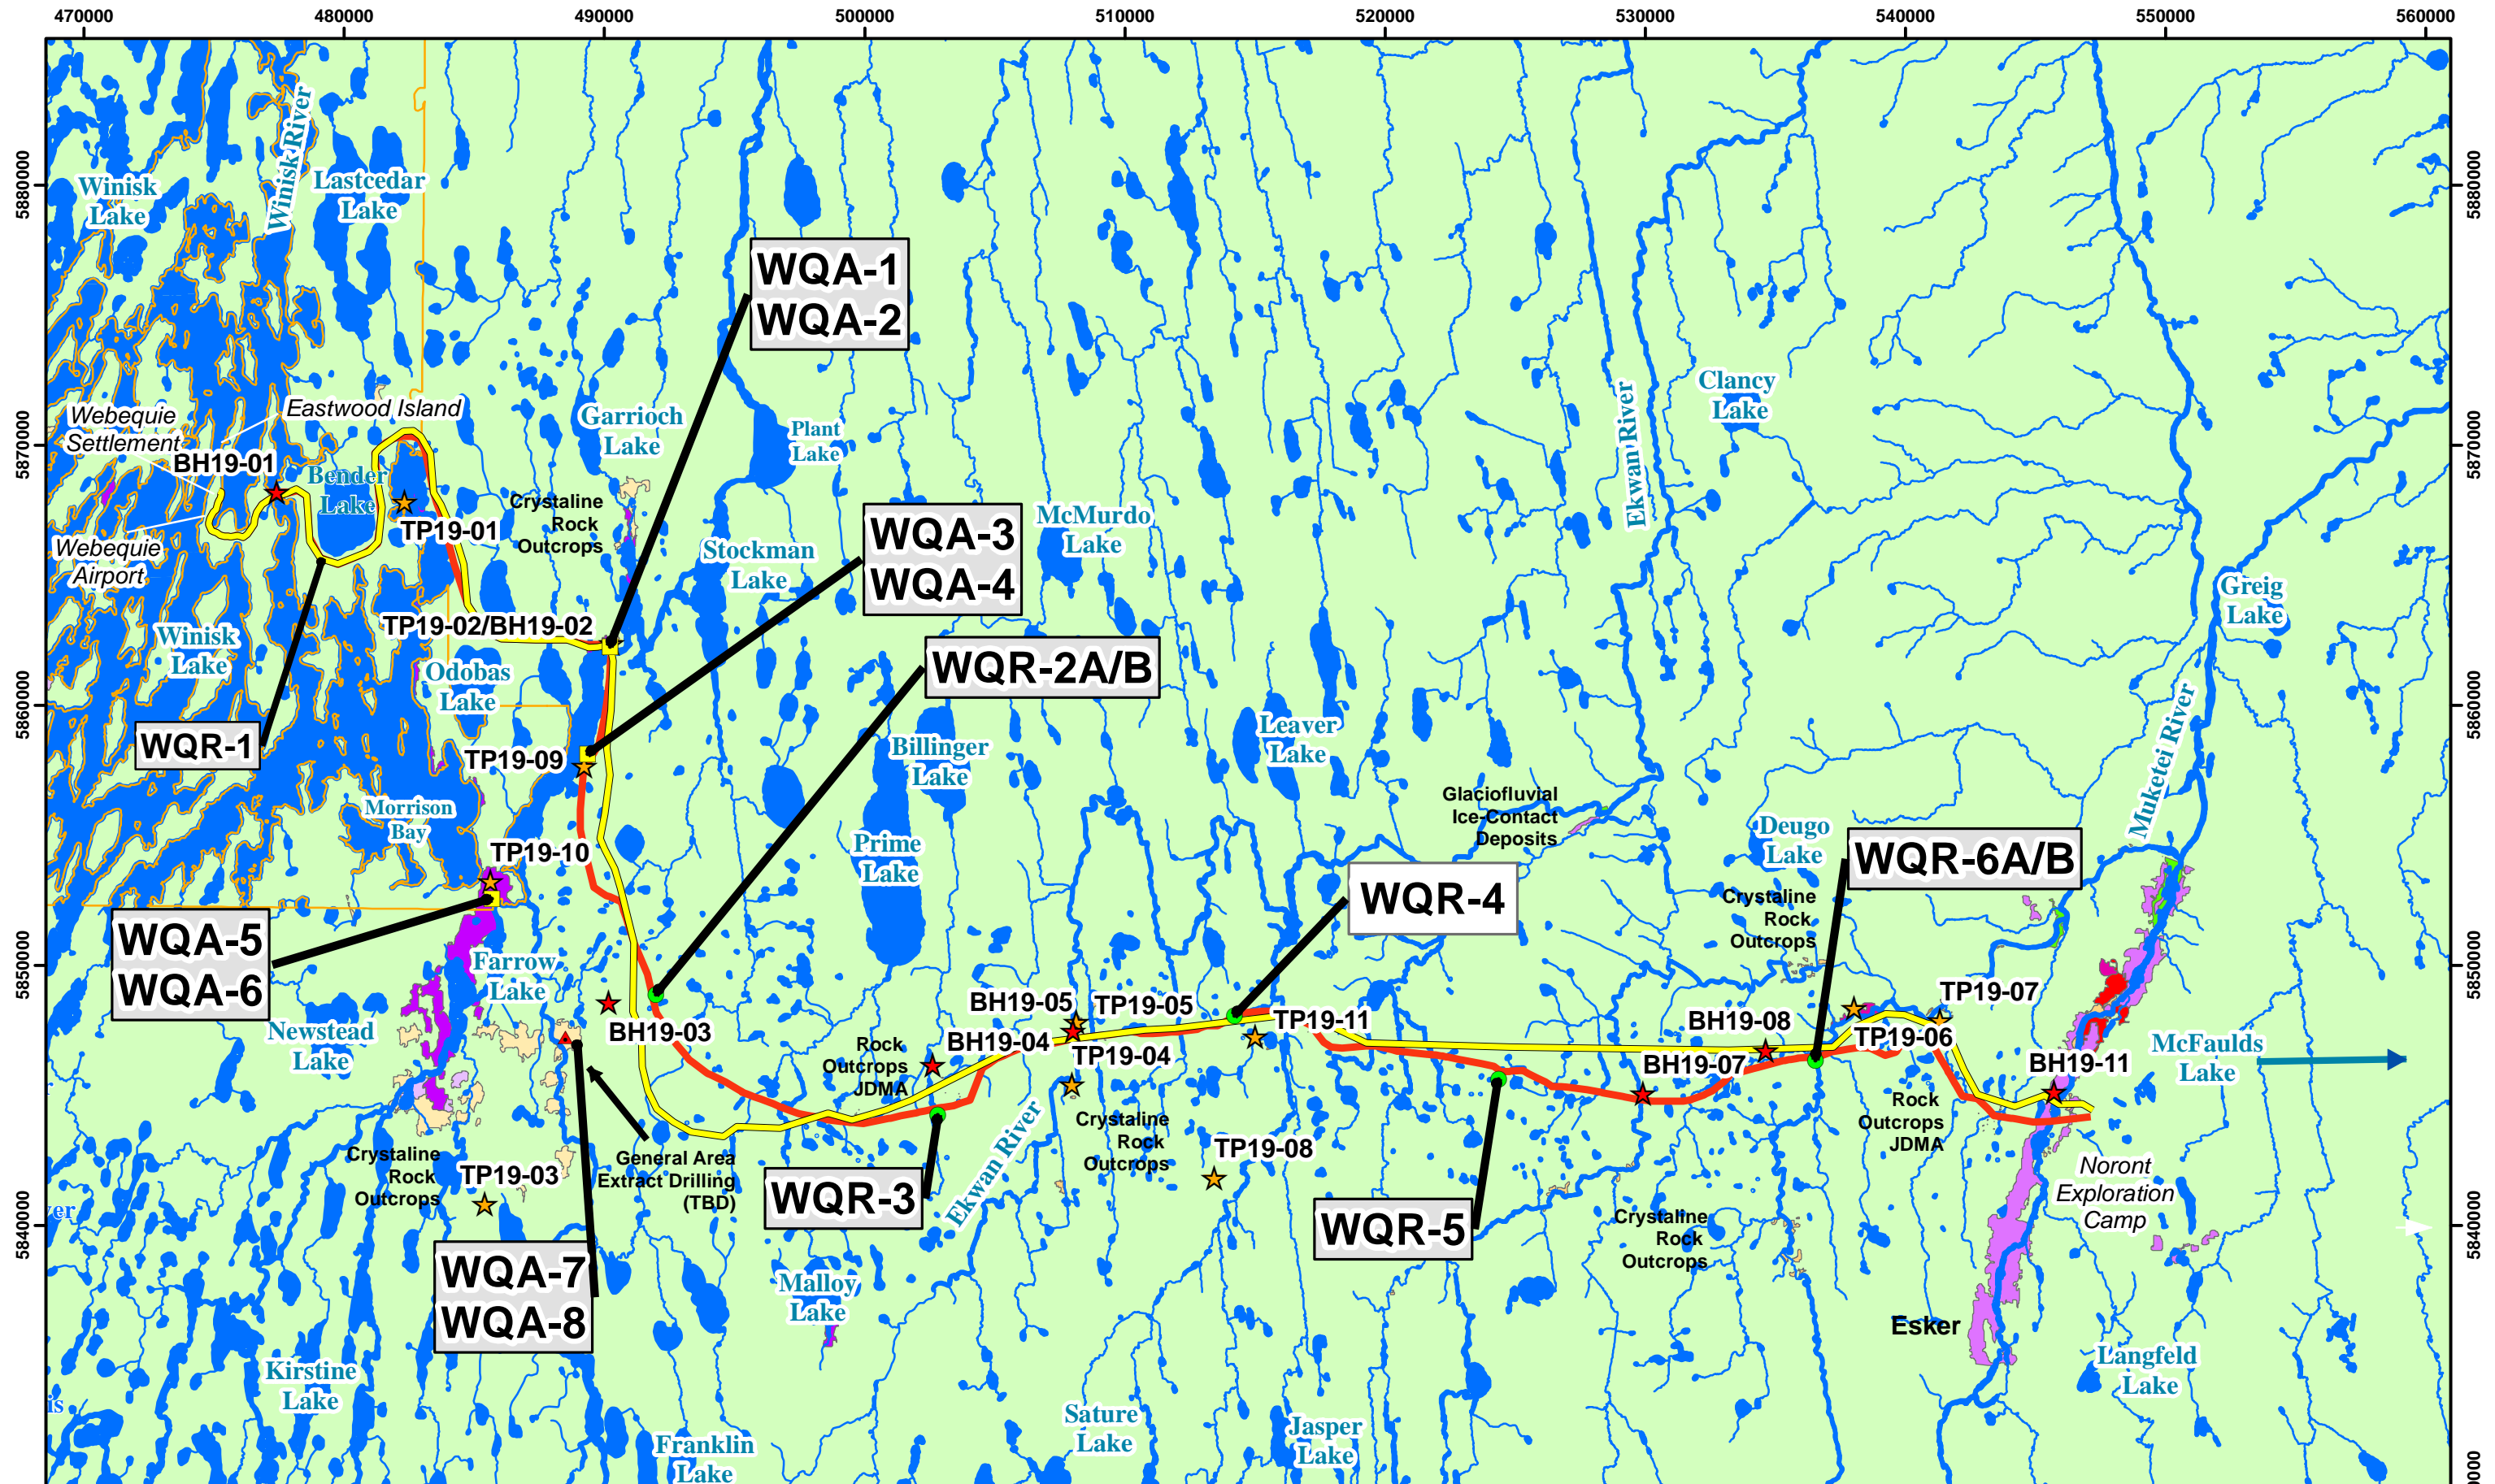 470000
480000
490000
500000
510000
520000
530000
540000
550000
560000
5880000
5880000
5870000
5870000
5860000
5860000
5850000
5850000
5840000
5840000
Winisk
Lake
Winisk River
Lastcedar
Lake
WQA-1
WQA-2
Webequie
Settlement
Eastwood Island
BH19-01
Bender
Lake
TP19-01
Webequie
Airport
Garrioch
Lake
Crystaline
Rock
Outcrops
Plant
Lake
Stockman
Lake
WQA-3
WQA-4
McMurdo
Lake
Ekwan River
Clancy
Lake
Greig
Lake
TP19-02/BH19-02
Winisk
Lake
Odobas
Lake
WQR-1
WQR-2A/B
TP19-09
Billinger
Lake
Leaver
Lake
Muketei River
Morrison
Bay
Glaciofluvial
Ice-Contact
Deposits
Deugo
Lake
WQR-6A/B
TP19-10
Prime
Lake
WQR-4
Crystaline
Rock
Outcrops
WQA-5
WQA-6
Farrow
Lake
Newstead
Lake
BH19-03
BH19-05
TP19-05
BH19-04
TP19-04
Rock
Outcrops
JDMA
TP19-11
BH19-08
BH19-07
TP19-06
TP19-07
BH19-11
McFaulds
Lake
Crystaline
Rock
Outcrops
TP19-03
General Area
Extract Drilling
(TBD)
WQR-3
Ekwan River
Crystaline
Rock
Outcrops
TP19-08
WQR-5
Crystaline
Rock
Outcrops
Rock
Outcrops
JDMA
Noront
Exploration
Camp
WQA-7
WQA-8
Malloy
Lake
Esker
Kirstine
Lake
Franklin
Lake
Sature
Lake
Jasper
Lake
Langfeld
Lake